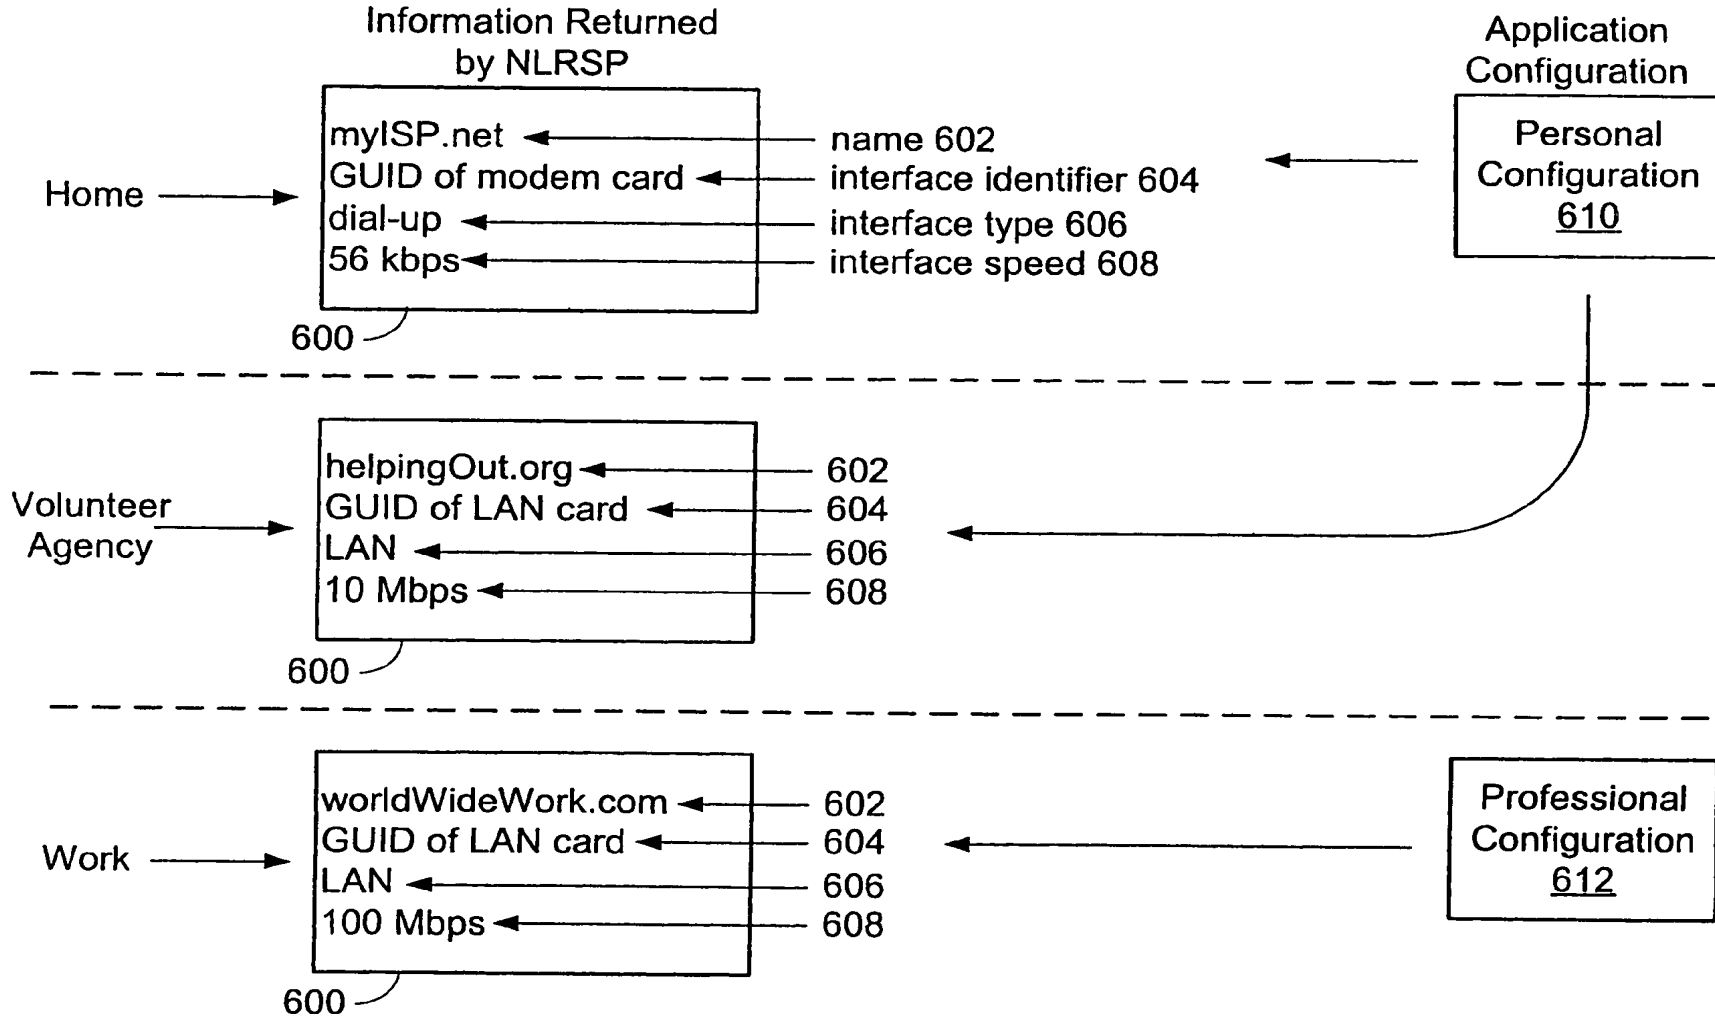 Information Returned
by NLRSP
Application
Configuration
Home
myISP.net
GUID of modem card
dial-up
56 kbps
name 602
interface identifier 604
interface type 606
interface speed 608
Personal
Configuration
610
600
Volunteer
Agency
helpingOut.org
GUID of LAN card
LAN
10 Mbps
602
604
606
608
600
Work
worldWideWork.com
GUID of LAN card
LAN
100 Mbps
602
604
606
608
Professional
Configuration
612
600